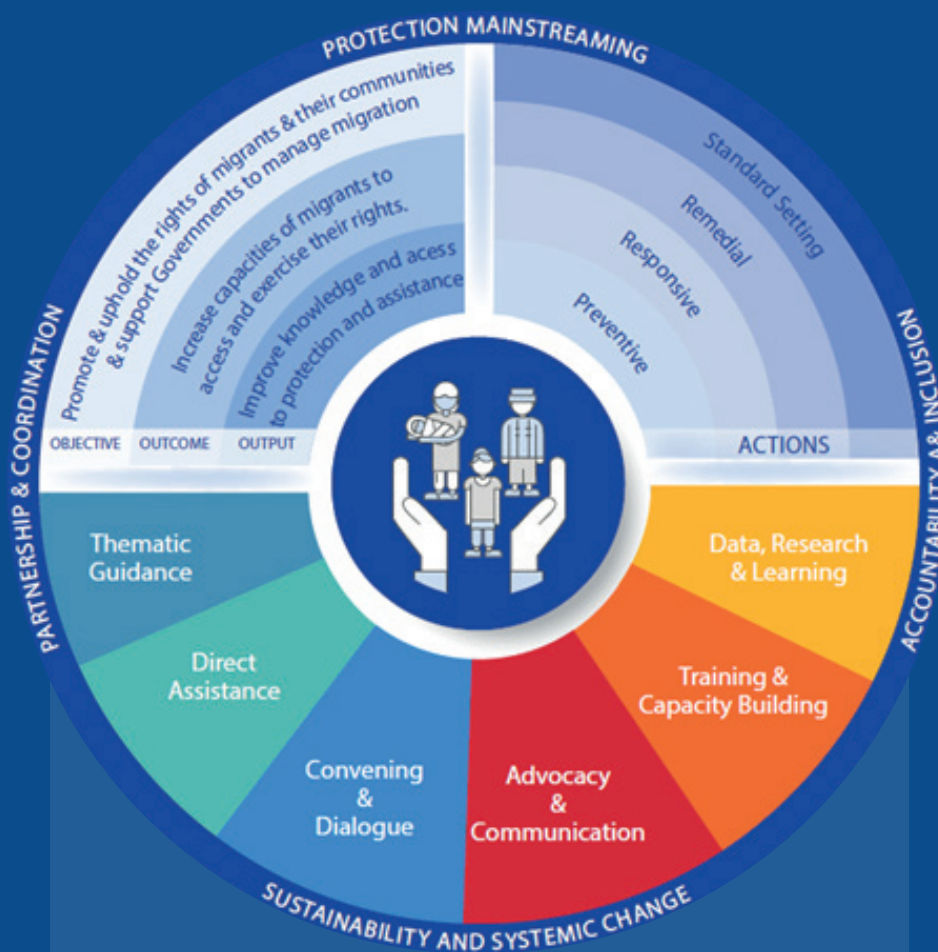 PROTECTION MAINSTREAMING
Promote & uphold the rights of migrants & their communities
& support Governments to manage migration
Increase capacities of migrants to
access and exercise their rights.
Improve knowledge and acess
to protection and assistance
OBJECTIVE
OUTCOME
OUTPUT
Standard Setting
Remedial
Responsive
Preventive
ACTIONS
PARTNERSHIP & COORDINATION
ACCOUNTABILITY A& INCLUSION
Thematic
Guidance
Direct
Assistance
Convening
&
Dialogue
Advocacy
&
Communication
Training &
Capacity Building
Data, Research
& Learning
SUSTAINABILITY AND SYSTEMIC CHANGE